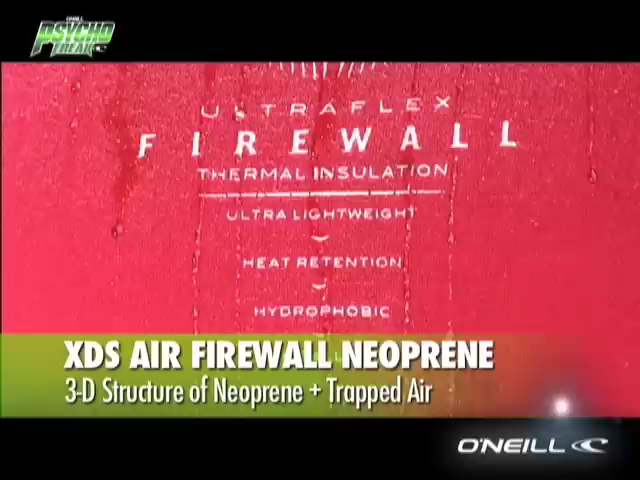 O'NEILL
PSYCHO
FREAK
ULTRAFLEX
FIREWALL
THERMAL INSULATION
ULTRA LIGHTWEIGHT
HEAT RETENTION
HYDROPHOBIC
XDS AIR FIREWALL NEOPRENE
3-D Structure of Neoprene + Trapped Air
O'NEILL